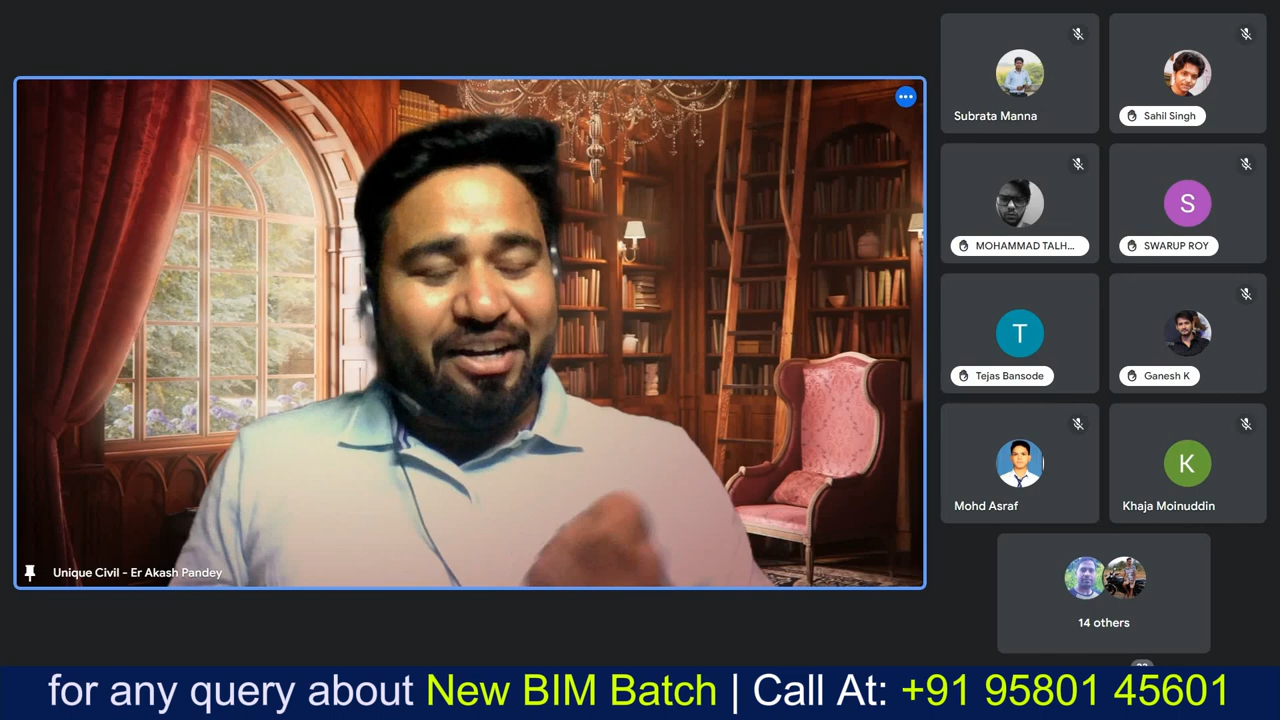 Subrata Manna
Sahil Singh
MOHAMMAD TALH...
S
SWARUP ROY
T
Tejas Bansode
Ganesh K
Mohd Asraf
K
Khaja Moinuddin
14 others
Unique Civil - Er Akash Pandey
for any query about New BIM Batch | Call At: +91 95801 45601